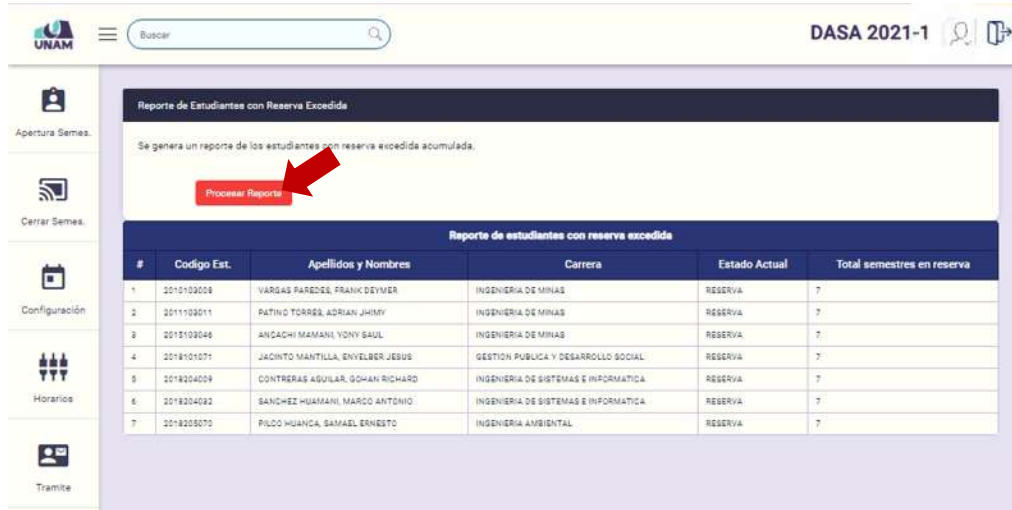 UNAM
Buscar
DASA 2021-1
Apertura Semes.
Cerrar Semes.
Configuración
Horarios
Tramite
Reporte de Estudiantes con Reserva Excedida
Se genera un reporte de los estudiantes con reserva excedida acumulada.
Procesar Reporte
Reporte de estudiantes con reserva excedida
# Codigo Est. Apellidos y Nombres Carrera Estado Actual Total semestres en reserva
1 2010103008 VARGAS PAREDES, FRANK DEYMER INGENIERIA DE MINAS RESERVA 7
2 2011103011 PATINO TORRES, ADRIAN JHIMY INGENIERIA DE MINAS RESERVA 7
3 2015103046 ANCACHI MAMANI, YONY SAUL INGENIERIA DE MINAS RESERVA 7
4 2018101071 JACINTO MANTILLA, ENYELBER JESUS GESTION PUBLICA Y DESARROLLO SOCIAL RESERVA 7
5 2018204009 CONTRERAS AGUILAR, GOHAN RICHARD INGENIERIA DE SISTEMAS E INFORMATICA RESERVA 7
6 2018204032 SANCHEZ HUAMANI, MARCO ANTONIO INGENIERIA DE SISTEMAS E INFORMATICA RESERVA 7
7 2018205070 PILCO HUANCA, SAMAEL ERNESTO INGENIERIA AMBIENTAL RESERVA 7